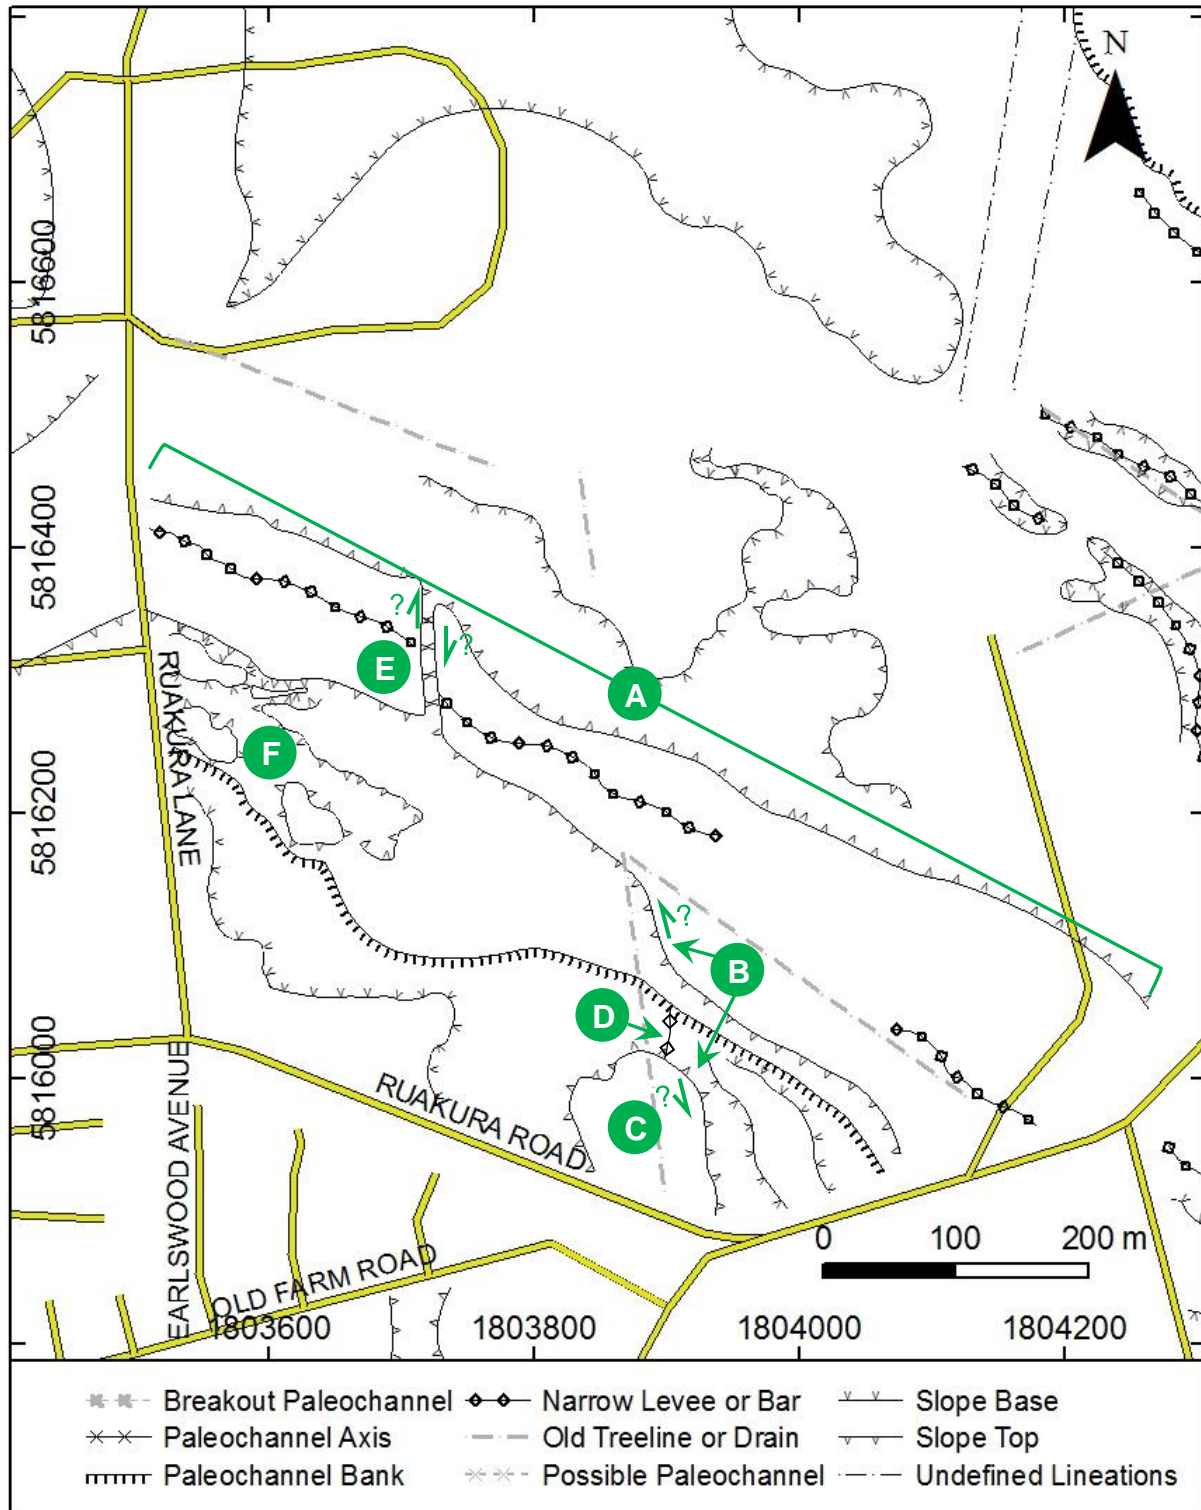 N
5816600
5816400
5816200
5816000
A
B
C
D
E
F
?
?
?
?
RUAKURA LANE
EARLSWOOD AVENUE
RUAKURA ROAD
OLD FARM ROAD
0 100 200 m
1803600 1803800 1804000 1804200
Breakout Paleochannel Narrow Levee or Bar Slope Base
Paleochannel Axis Old Treeline or Drain Slope Top
Paleochannel Bank Possible Paleochannel Undefined Lineations